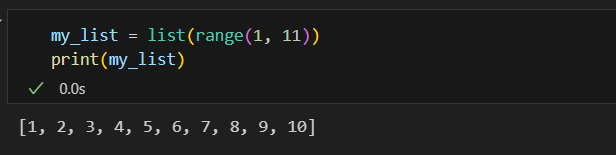 my_list = list(range(1, 11))
print(my_list)
0.0s
[1, 2, 3, 4, 5, 6, 7, 8, 9, 10]